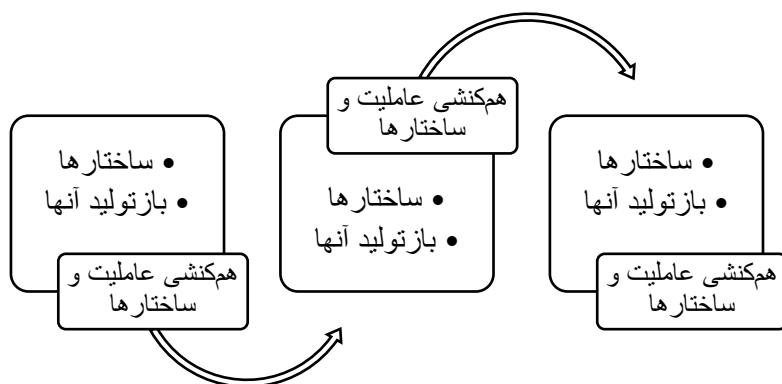 • ساختارها
• بازتولید آنها
هم‌کنشی عاملیت و
ساختارها
هم‌کنشی عاملیت و
ساختارها
• ساختارها
• بازتولید آنها
• ساختارها
• بازتولید آنها
هم‌کنشی عاملیت و
ساختارها